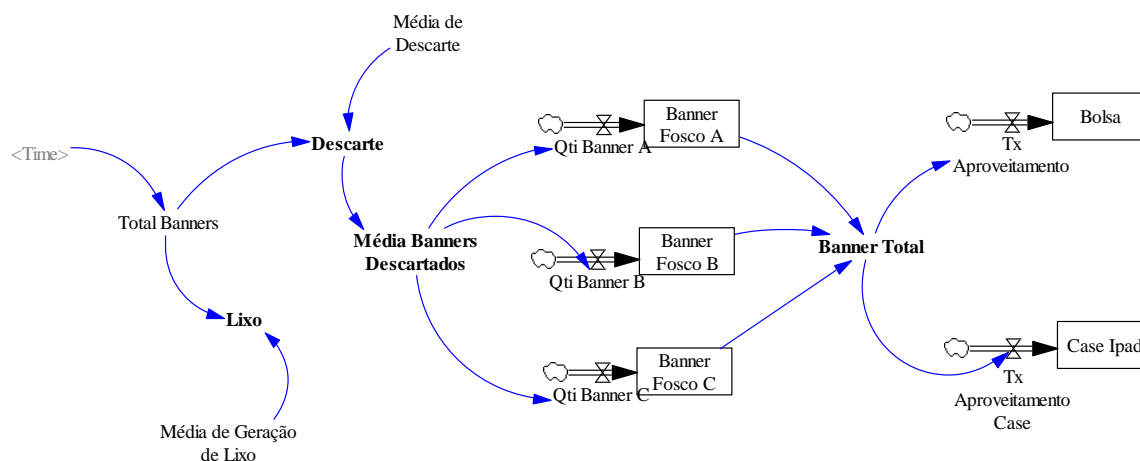 Média de
Descarte
Banner
Fosco A
Qti Banner A
Bolsa
Tx
Aproveitamento
<Time>
Descarte
Total Banners
Média Banners
Descartados
Banner
Fosco B
Qti Banner B
Banner Total
Lixo
Banner
Fosco C
Qti Banner C
Case Ipad
Tx
Aproveitamento
Case
Média de Geração
de Lixo